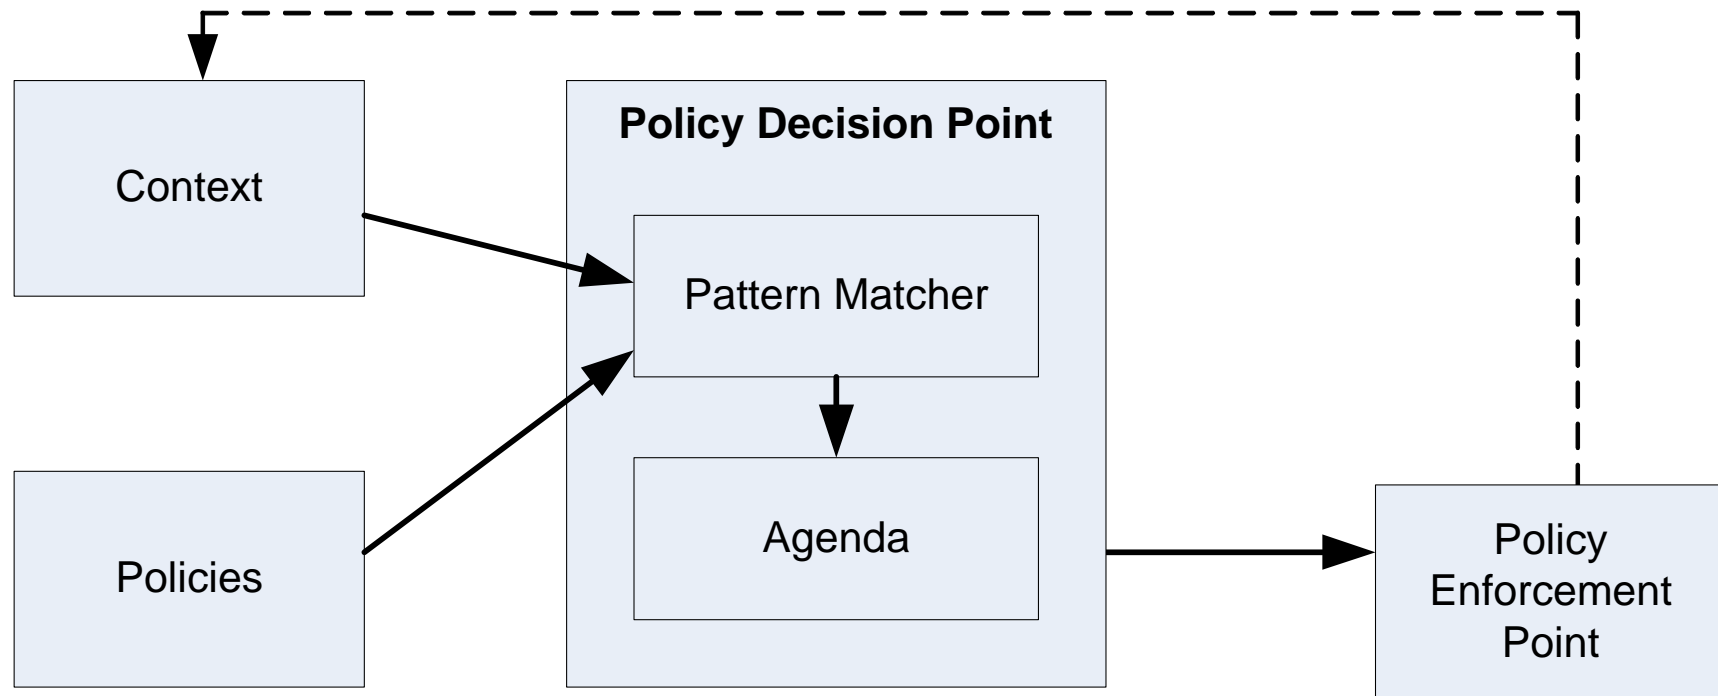 Policy Decision Point
Context
Pattern Matcher
Agenda
Policies
Policy
Enforcement
Point